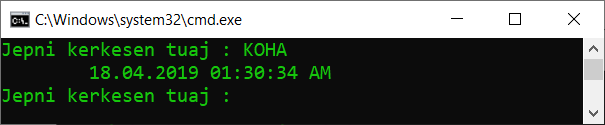 C:\Windows\system32\cmd.exe
Jepni kerkesen tuaj : KOHA
18.04.2019 01:30:34 AM
Jepni kerkesen tuaj :